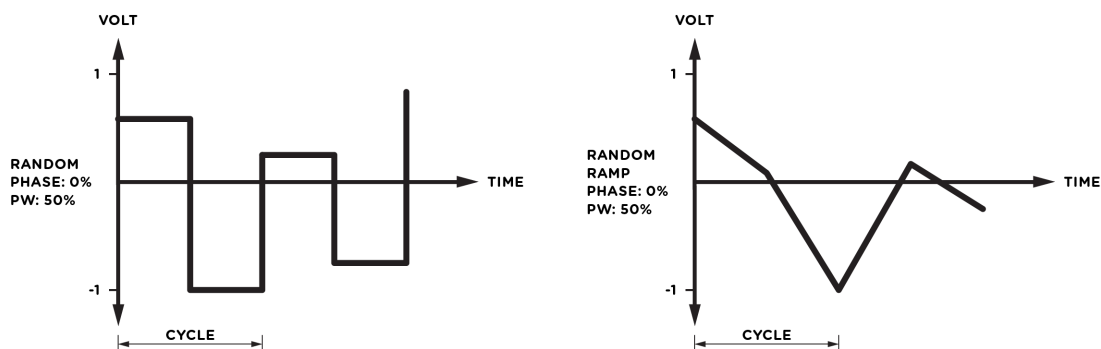 VOLT
1
RANDOM
PHASE: 0%
PW: 50%
TIME
-1
CYCLE
VOLT
1
RANDOM
RAMP
PHASE: 0%
PW: 50%
TIME
-1
CYCLE